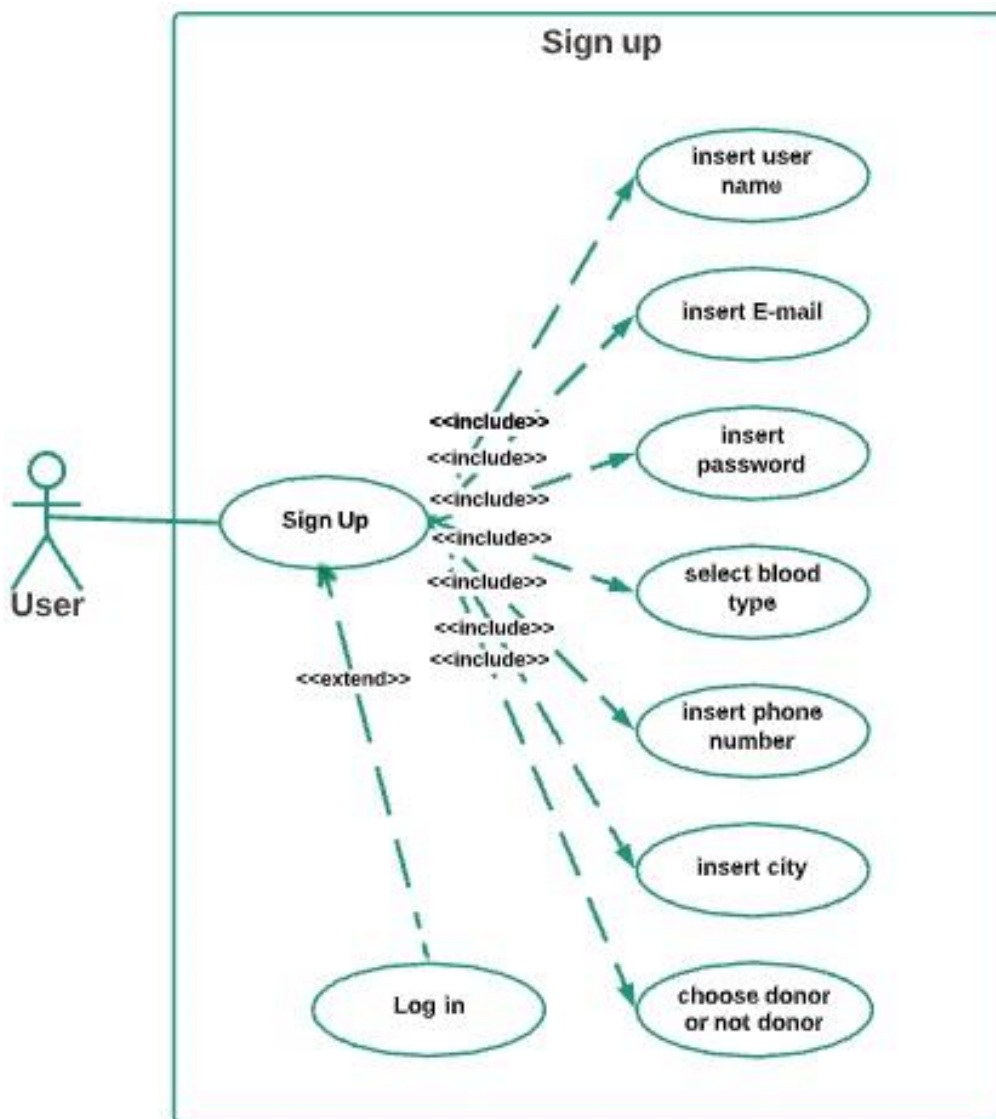 Sign up
insert user
name
insert E-mail
<<include>>
<<include>>
insert
password
<<include>>
Sign Up
<<include>>
<<include>>
select blood
type
User
<<include>>
<<include>>
<<extend>>
insert phone
number
insert city
Log in
choose donor
or not donor